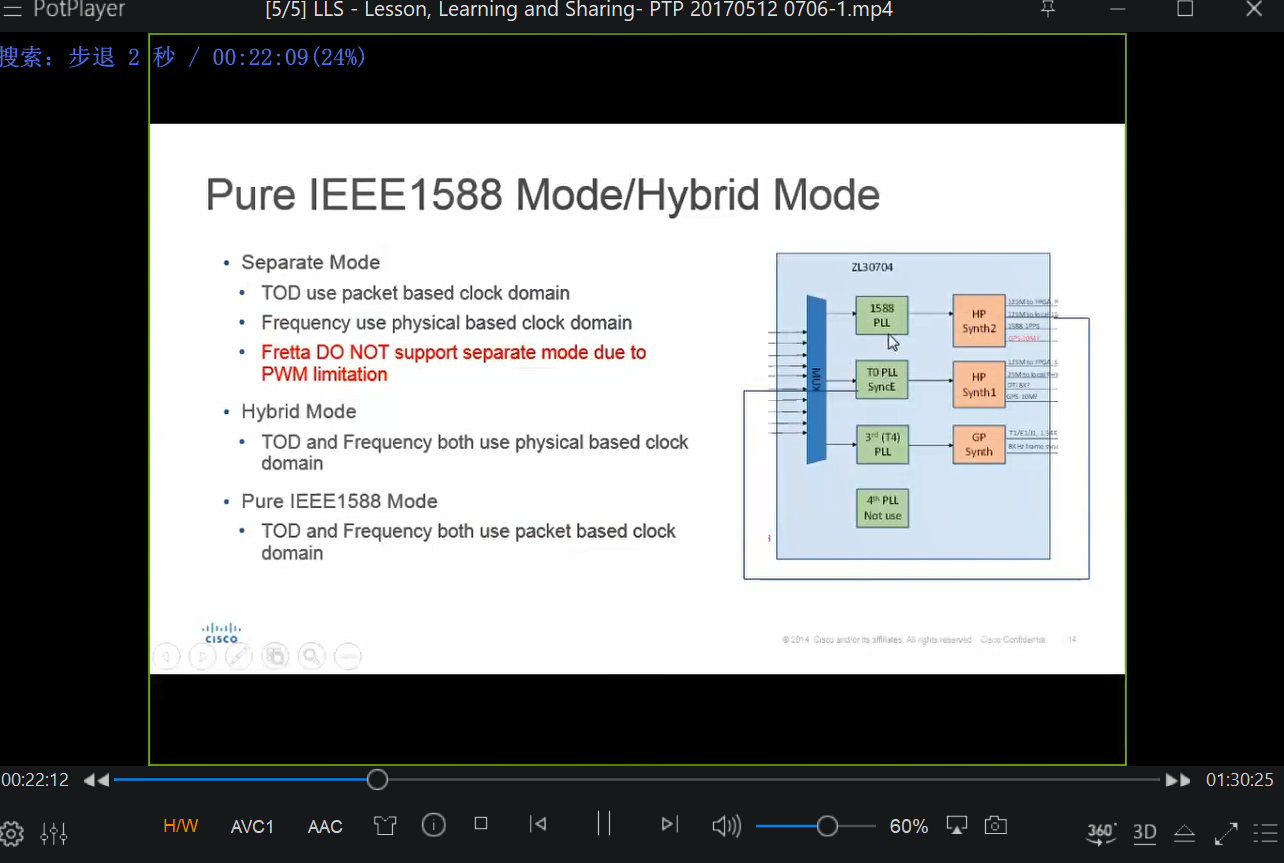 PotPlayer
[5/5] LLS - Lesson, Learning and Sharing- PTP 20170512 0706-1.mp4
搜索: 步退 2 秒 / 00:22:09(24%)
Pure IEEE1588 Mode/Hybrid Mode
• Separate Mode
• TOD use packet based clock domain
• Frequency use physical based clock domain
• Fretta DO NOT support separate mode due to
PWM limitation
• Hybrid Mode
• TOD and Frequency both use physical based clock
domain
• Pure IEEE1588 Mode
• TOD and Frequency both use packet based clock
domain
ZL30704
MUX
1588
PLL
HP
Synth2
125M to FPGA, P
125M to local
1588 1PPS
GPS 10M?
T0 PLL
SyncE
HP
Synth1
125M to FPGA, S
25M to local
GPS 10M?
3rd (T4)
PLL
GP
Synth
T1/E1/J1, 1.544
8KHz frame sync
4th PLL
Not use
CISCO
© 2014 Cisco and/or its affiliates. All rights reserved. Cisco Confidential
14
00:22:12
01:30:25
H/W
AVC1
AAC
60%
360°
3D